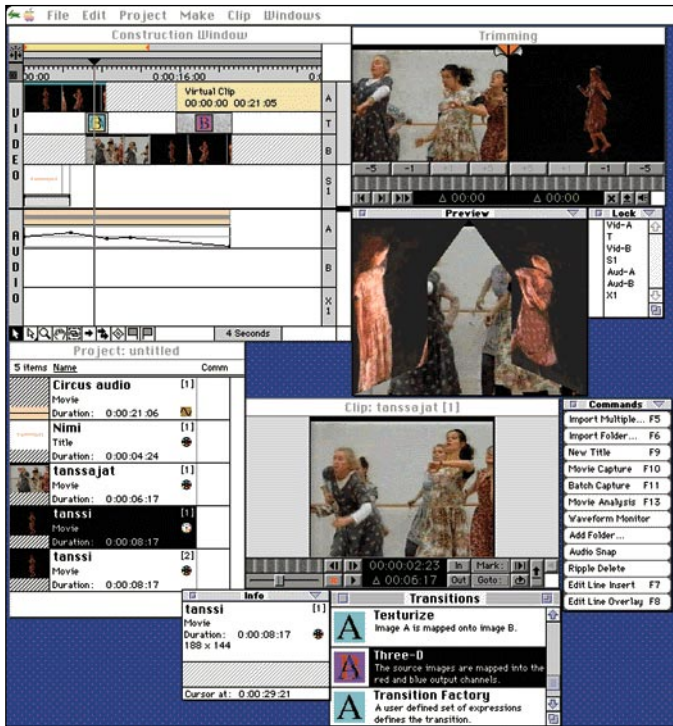 File Edit Project Make Clip Windows
Construction Window
00:00 0:00:16:00 0:0
Virtual Clip
00:00:00 00:21:05
VIDEO
A
T
B
B
B
S
1
AUDIO
A
B
X
1
4 Seconds
Trimming
-5 -1 +1 +5 -1 -5
Δ 00:00 Δ 00:00
Preview
Lock
Vid-A
T
Vid-B
S1
Aud-A
Aud-B
X1
Project: untitled
5 items Name Comm
Circus audio [1]
Movie
Duration: 0:00:21:06
Nimi [1]
Title
Duration: 0:00:04:24
tanssajat [1]
Movie
Duration: 0:00:06:17
tanssi [1]
Movie
Duration: 0:00:08:17
tanssi [2]
Movie
Duration: 0:00:08:17
Clip: tanssajat [1]
0:00:02:23 In Mark:
Δ 00:06:17 Out Goto:
Commands
Import Multiple... F5
Import Folder... F6
New Title F9
Movie Capture F10
Batch Capture F11
Movie Analysis F13
Waveform Monitor
Add Folder...
Audio Snap
Ripple Delete
Edit Line Insert F7
Edit Line Overlay F8
Info
tanssi [1]
Movie
Duration: 0:00:08:17
188 x 144
Cursor at: 0:00:29:21
Transitions
A
Texturize
Image A is mapped onto image B.
A
Three-D
The source images are mapped into the
red and blue output channels.
A
Transition Factory
A user defined set of expressions
defines the transition.